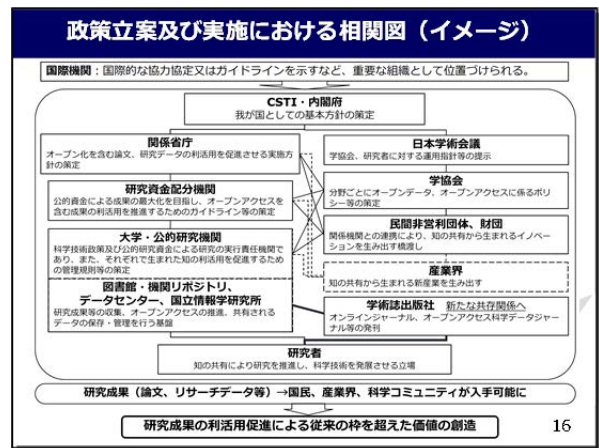 政策立案及び実施における相関図（イメージ）
国際機関：国際的な協力協定又はガイドラインを示すなど、重要な組織として位置づけられる。
CSTI・内閣府
我が国としての基本方針の策定
関係省庁
オープン化を含む論文、研究データの利活用を促進させる実施方
針の策定
研究資金配分機関
公的資金による成果の最大化を目指し、オープンアクセスを
含む成果の利活用を推進するためのガイドライン等の策定
大学・公的研究機関
科学技術政策及び公的研究資金による研究の実行責任機関で
あり、また、それぞれで生まれた知の利活用を促進するため
の管理規則等の策定
図書館・機関リポジトリ、
データセンター、国立情報学研究所
研究成果等の収集、オープンアクセスの推進、共有される
データの保存・管理を行う基盤
日本学術会議
学協会、研究者に対する運用指針等の提示
学協会
分野ごとにオープンデータ、オープンアクセスに係るポリ
シー等の策定
民間非営利団体、財団
関係機関との連携により、知の共有から生まれるイノベー
ションを生み出す橋渡し
産業界
知の共有から生まれる新産業を生み出す
学術誌出版社 新たな共存関係へ
オンラインジャーナル、オープンアクセス科学データジャー
ナル等の発刊
研究者
知の共有により研究を推進し、科学技術を発展させる立場
研究成果（論文、リサーチデータ等）→国民、産業界、科学コミュニティが入手可能に
研究成果の利活用促進による従来の枠を超えた価値の創造
16